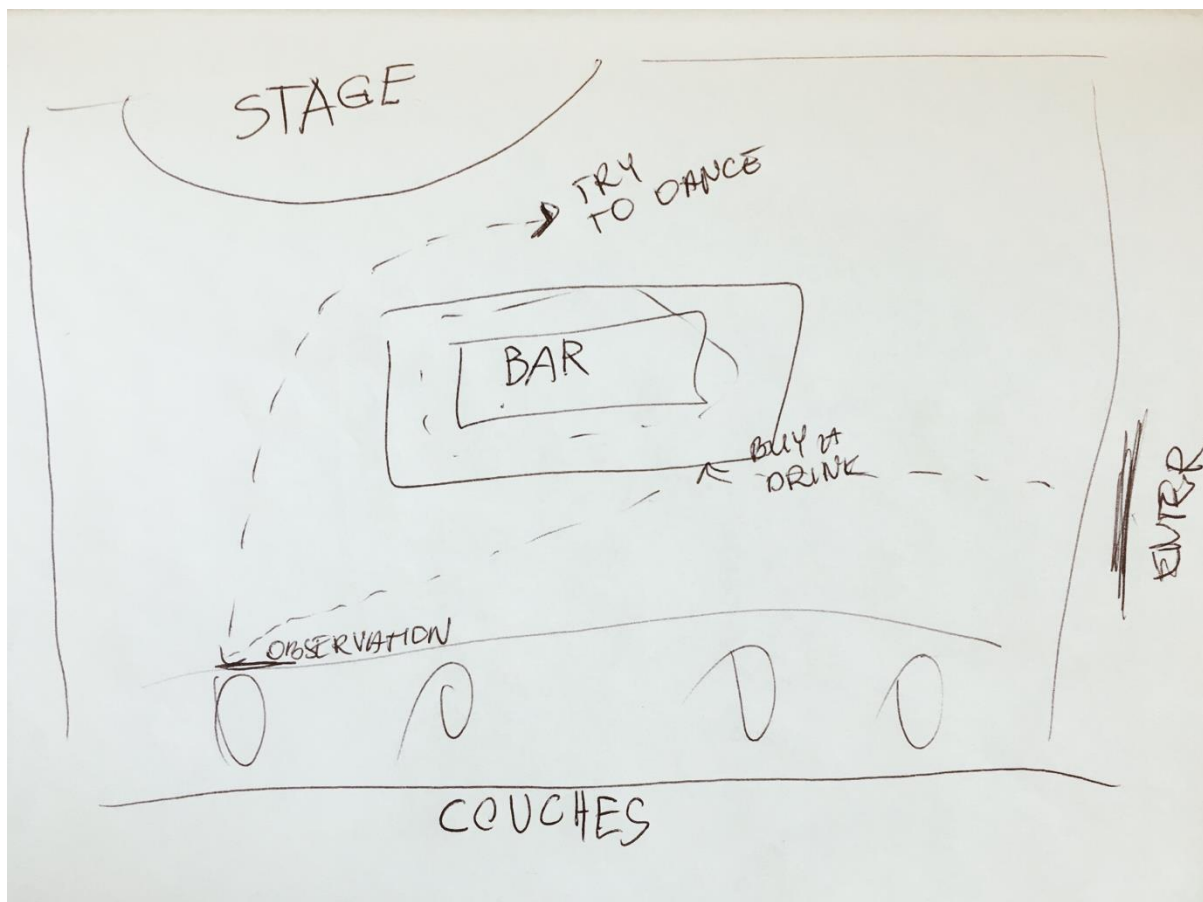 STAGE
TRY
TO DANCE
BAR
BUY A
DRINK
ENTER
OBSERVATION
COUCHES